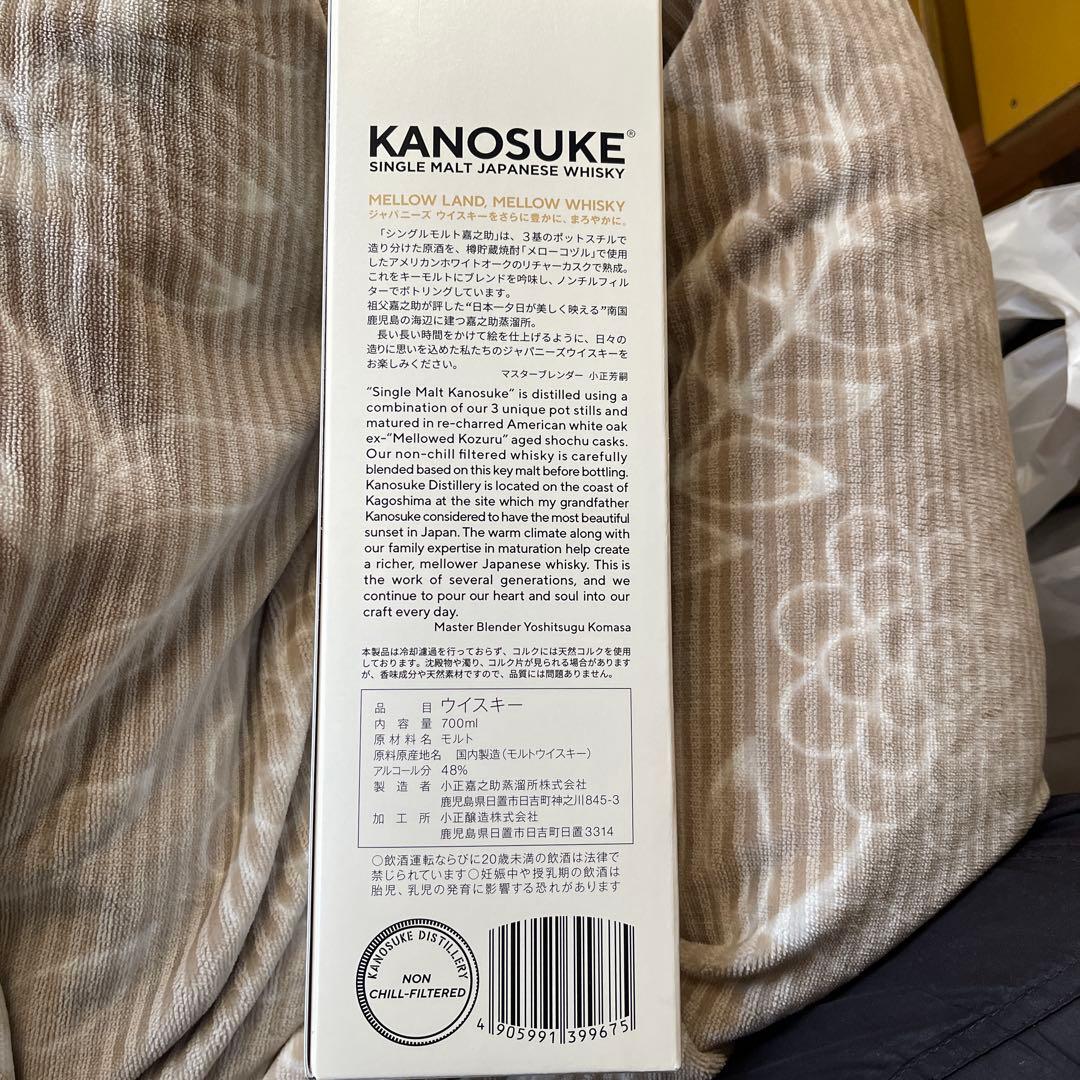 KANOSUKE®
SINGLE MALT JAPANESE WHISKY
MELLOW LAND, MELLOW WHISKY
ジャパニーズ ウイスキーをさらに豊かに、まろやかに。
「シングルモルト嘉之助」は、３基のポットスチルで
造り分けた原酒を、樽貯蔵焼酎「メローコヅル」で使用
したアメリカンホワイトオークのリチャーカスクで熟成。
これをキーモルトにブレンドを吟味し、ノンチルフィル
ターでボトリングしています。
祖父嘉之助が評した“日本一夕日が美しく映える”南国
鹿児島の海辺に建つ嘉之助蒸溜所。
長い長い時間をかけて絵を仕上げるように、日々の
造りに思いを込めた私たちのジャパニーズウイスキーを
お楽しみください。
マスターブレンダー 小正芳嗣
“Single Malt Kanosuke” is distilled using a
combination of our 3 unique pot stills and
matured in re-charred American white oak
ex-“Mellowed Kozuru” aged shochu casks.
Our non-chill filtered whisky is carefully
blended based on this key malt before bottling.
Kanosuke Distillery is located on the coast of
Kagoshima at the site which my grandfather
Kanosuke considered to have the most beautiful
sunset in Japan. The warm climate along with
our family expertise in maturation help create
a richer, mellower Japanese whisky. This is
the work of several generations, and we
continue to pour our heart and soul into our
craft every day.
Master Blender Yoshitsugu Komasa
本製品は冷却濾過を行っておらず、コルクには天然コルクを使用
しております。沈殿物や濁り、コルク片が見られる場合があります
が、香味成分や天然素材ですので、品質には問題ありません。
品目 ウイスキー
内容量 700ml
原材料名 モルト
原料原産地名 国内製造（モルトウイスキー）
アルコール分 48%
製造者 小正嘉之助蒸溜所株式会社
鹿児島県日置市日吉町神之川845-3
加工所 小正醸造株式会社
鹿児島県日置市日吉町日置3314
○飲酒運転ならびに20歳未満の飲酒は法律で
禁じられています○妊娠中や授乳期の飲酒は
胎児、乳児の発育に影響する恐れがあります
KANOSUKE DISTILLERY
NON
CHILL-FILTERED
4 905991 399675